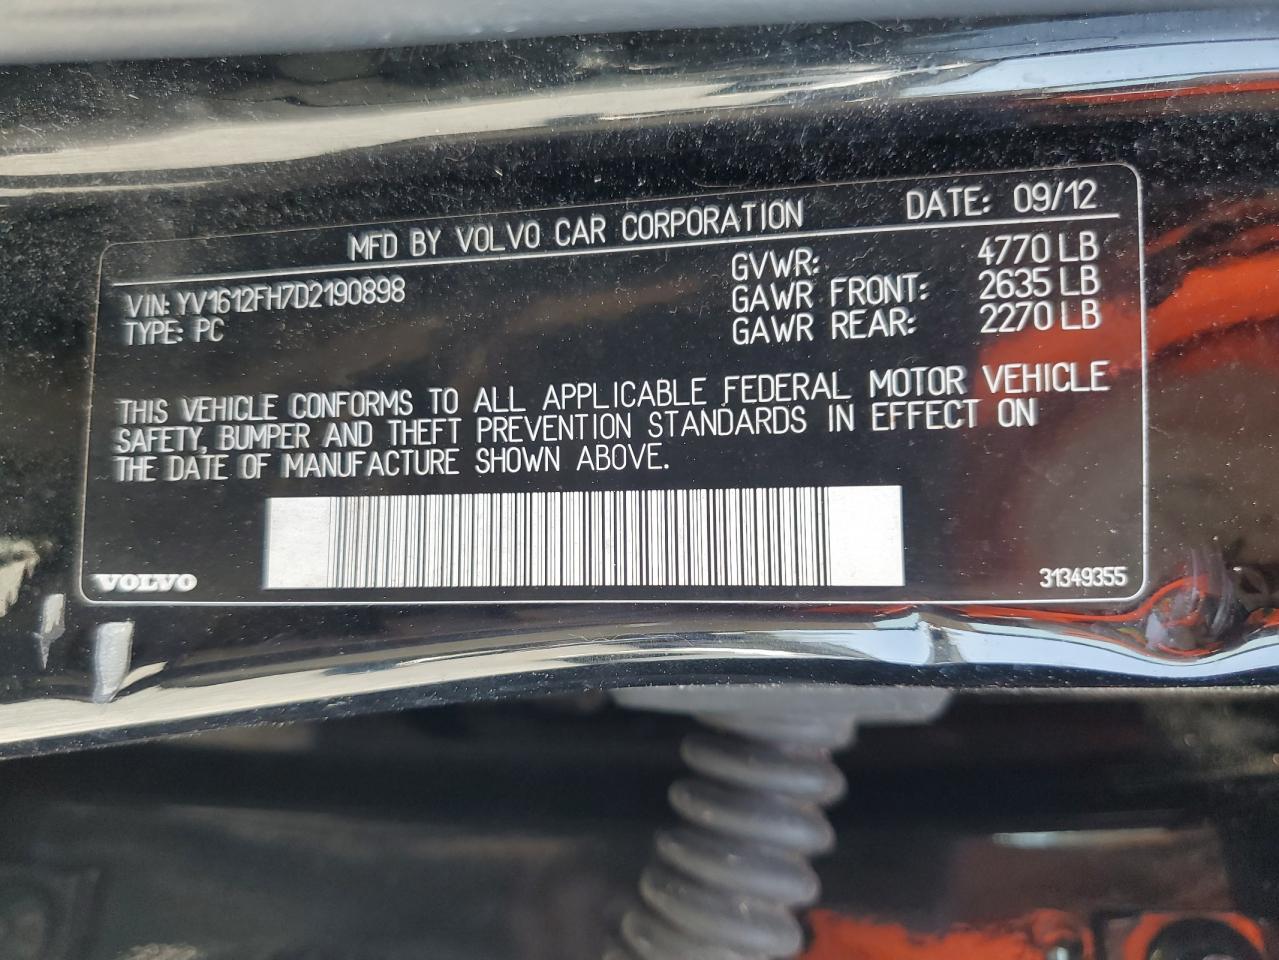 MFD BY VOLVO CAR CORPORATION DATE: 09/12
VIN: YV1612FH7D2190898
TYPE: PC
GVWR: 4770 LB
GAWR FRONT: 2635 LB
GAWR REAR: 2270 LB
THIS VEHICLE CONFORMS TO ALL APPLICABLE FEDERAL MOTOR VEHICLE
SAFETY, BUMPER AND THEFT PREVENTION STANDARDS IN EFFECT ON
THE DATE OF MANUFACTURE SHOWN ABOVE.
VOLVO
31349355